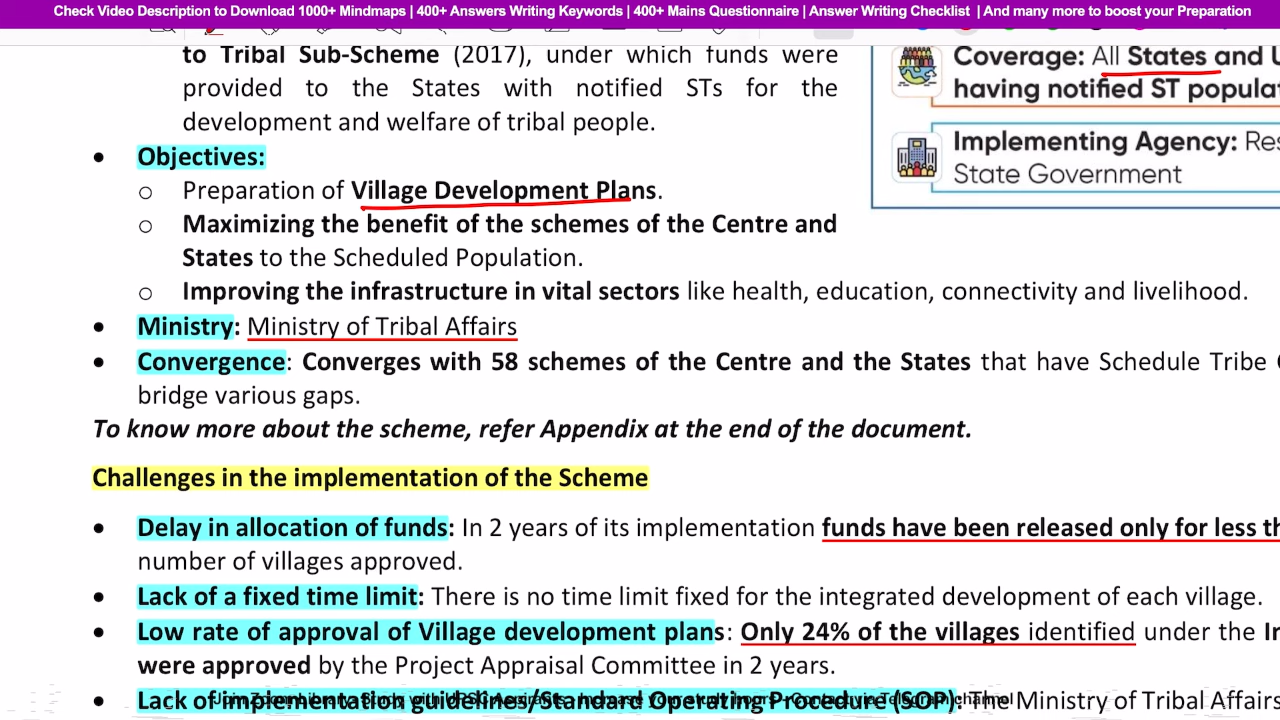 Check Video Description to Download 1000+ Mindmaps | 400+ Answers Writing Keywords | 400+ Mains Questionnaire | Answer Writing Checklist | And many more to boost your Preparation
to Tribal Sub-Scheme (2017), under which funds were
provided to the States with notified STs for the
development and welfare of tribal people.
Coverage: All States and U
having notified ST populat
Implementing Agency: Res
State Government
• Objectives:
o Preparation of Village Development Plans.
o Maximizing the benefit of the schemes of the Centre and
States to the Scheduled Population.
o Improving the infrastructure in vital sectors like health, education, connectivity and livelihood.
• Ministry: Ministry of Tribal Affairs
• Convergence: Converges with 58 schemes of the Centre and the States that have Schedule Tribe
bridge various gaps.
To know more about the scheme, refer Appendix at the end of the document.
Challenges in the implementation of the Scheme
• Delay in allocation of funds: In 2 years of its implementation funds have been released only for less th
number of villages approved.
• Lack of a fixed time limit: There is no time limit fixed for the integrated development of each village.
• Low rate of approval of Village development plans: Only 24% of the villages identified under the
were approved by the Project Appraisal Committee in 2 years.
• Lack of implementation guidelines/Standard Operating Procedure (SOP): The Ministry of Tribal Affairs